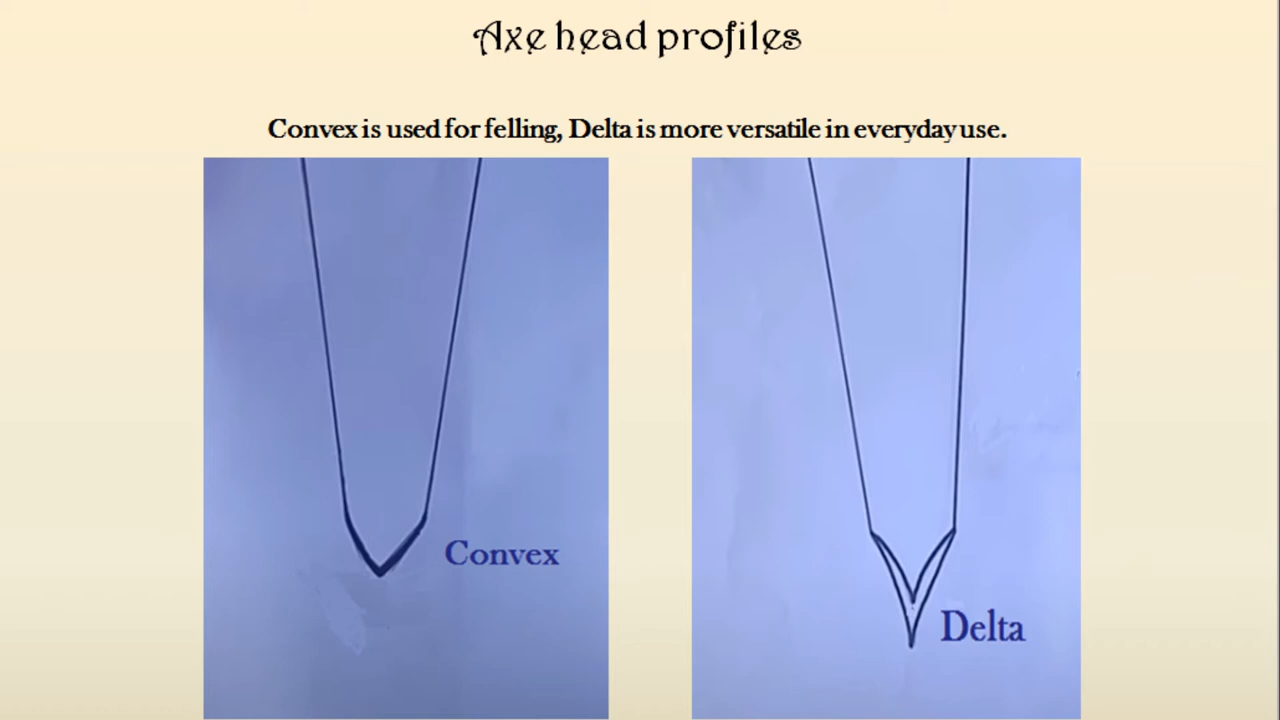 Axe head profiles
Convex is used for felling, Delta is more versatile in everyday use.
Convex
Delta